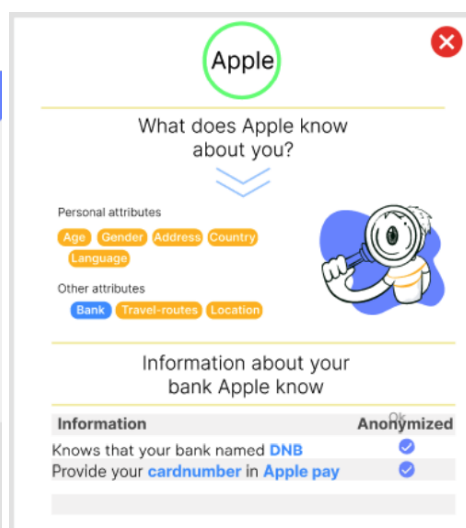 Apple
What does Apple know
about you?
Personal attributes
Age Gender Address Country
Language
Other attributes
Bank Travel-routes Location
Information about your
bank Apple know
Ok
Information Anonymized
Knows that your bank named DNB
Provide your cardnumber in Apple pay